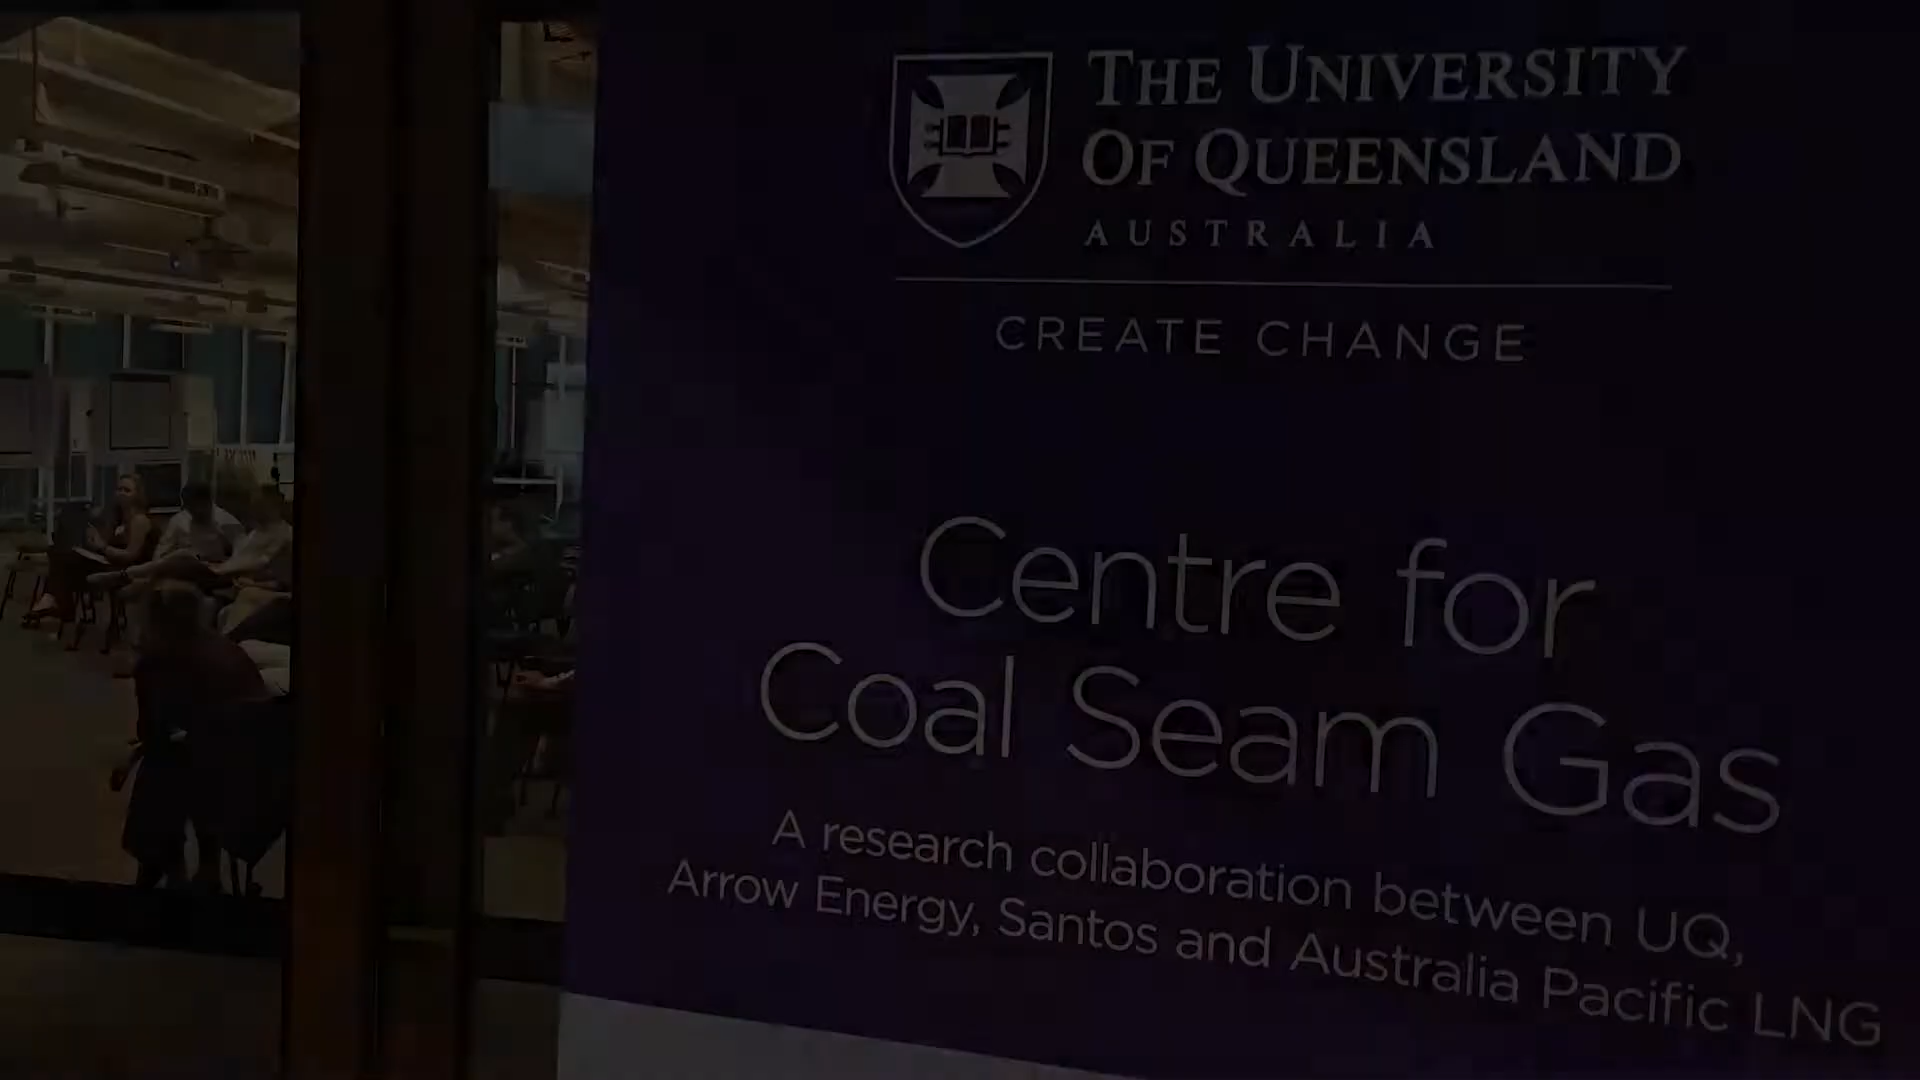 THE UNIVERSITY
OF QUEENSLAND
AUSTRALIA
CREATE CHANGE
Centre for
Coal Seam Gas
A research collaboration between UQ,
Arrow Energy, Santos and Australia Pacific LNG